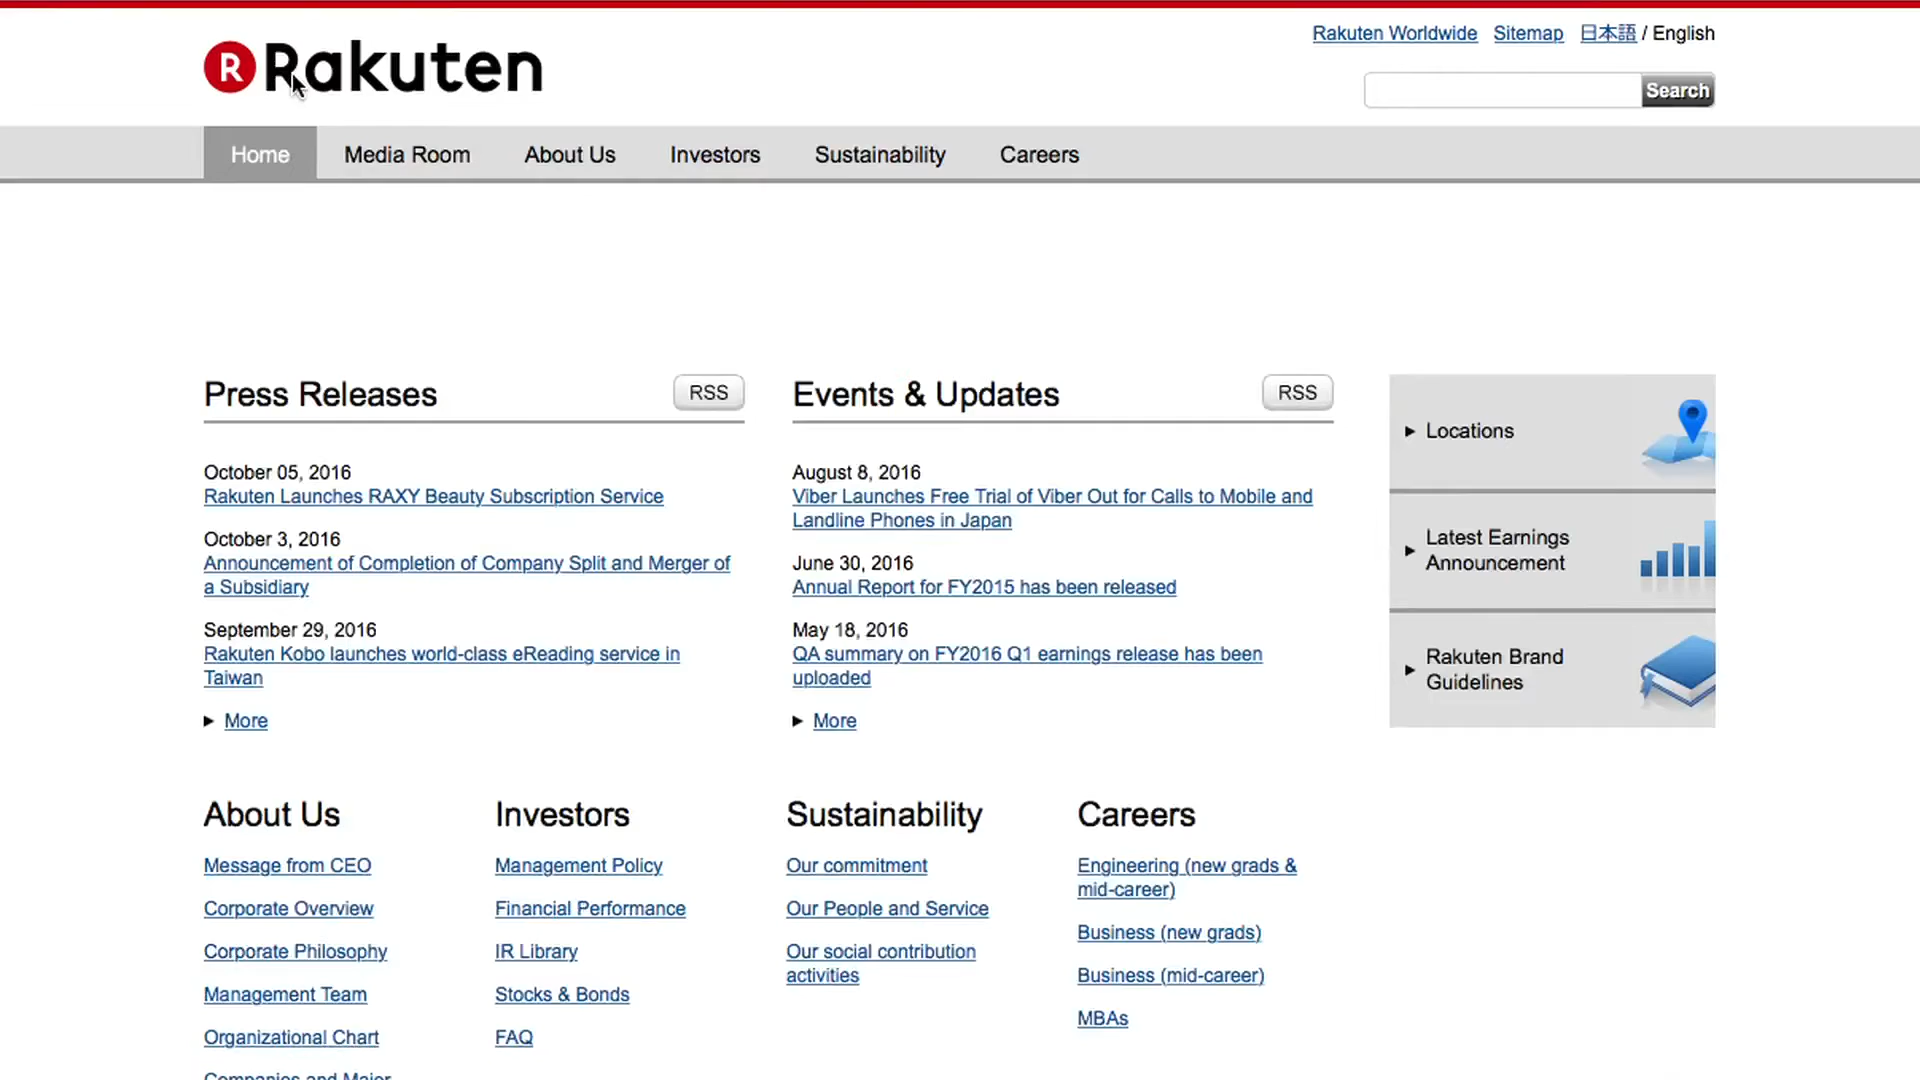 Rakuten Worldwide Sitemap 日本語 / English
R Rakuten
Search
Home Media Room About Us Investors Sustainability Careers
Press Releases RSS
October 05, 2016
Rakuten Launches RAXY Beauty Subscription Service
October 3, 2016
Announcement of Completion of Company Split and Merger of
a Subsidiary
September 29, 2016
Rakuten Kobo launches world-class eReading service in
Taiwan
More
Events & Updates RSS
August 8, 2016
Viber Launches Free Trial of Viber Out for Calls to Mobile and
Landline Phones in Japan
June 30, 2016
Annual Report for FY2015 has been released
May 18, 2016
QA summary on FY2016 Q1 earnings release has been
uploaded
More
Locations
Latest Earnings
Announcement
Rakuten Brand
Guidelines
About Us
Message from CEO
Corporate Overview
Corporate Philosophy
Management Team
Organizational Chart
Companies and Major
Investors
Management Policy
Financial Performance
IR Library
Stocks & Bonds
FAQ
Sustainability
Our commitment
Our People and Service
Our social contribution
activities
Careers
Engineering (new grads &
mid-career)
Business (new grads)
Business (mid-career)
MBAs